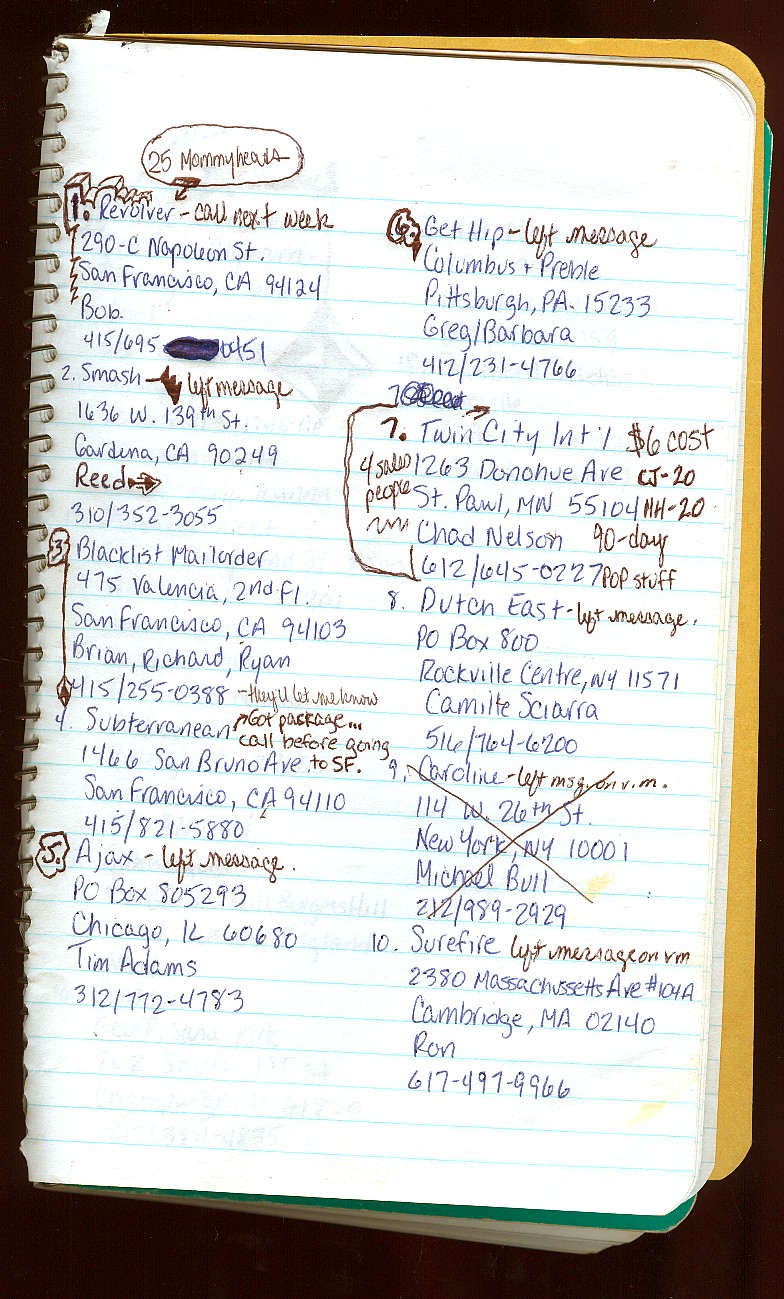 25 Mommyheads
1. Revolver - call next week
290-C Napoleon St.
San Francisco, CA 94124
Bob
415/695 0451
2. Smash - left message
1636 W. 139th St.
Gardena, CA 90249
Reed
310/352-3055
3 Blacklist Mailorder
475 Valencia, 2nd Fl.
San Francisco, CA 94103
Brian, Richard, Ryan
415/255-0388 - they'll let me know
4. Subterranean Got package...
call before going
1466 San Bruno Ave. to SF.
San Francisco, CA 94110
415/821-5880
5. Ajax - left message.
PO Box 805293
Chicago, IL 60680
Tim Adams
312/772-4783
6. Get Hip - left message
Columbus + Preble
Pittsburgh, PA. 15233
Greg/Barbara
412/231-4766
7
7. Twin City Int'l $6 cost
4 sales 1263 Donohue Ave CJ-20
people St. Pawl, MN 55104 HH-20
Chad Nelson 90-day
612/645-0227 POP stuff
8. Dutch East - left message.
PO Box 800
Rockville Centre, NY 11571
Camille Sciarra
516/764-6200
9. Caroline - left msg. on v.m.
114 W. 26th St.
New York, NY 10001
Michael Bull
212/989-2929
10. Surefire left message on vm
2380 Massachussetts Ave #104A
Cambridge, MA 02140
Ron
617-497-9966